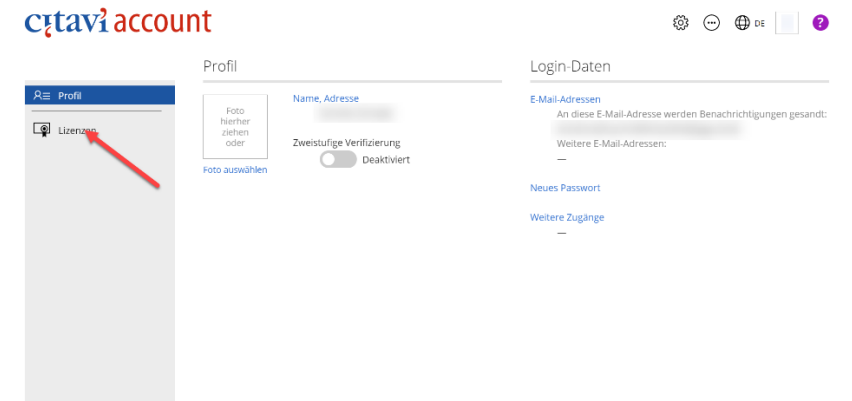 citavi account
DE
?
Profil
Lizenzen
Profil
Foto
hierher
ziehen
oder
Foto auswählen
Name, Adresse
Zweistufige Verifizierung
Deaktiviert
Login-Daten
E-Mail-Adressen
An diese E-Mail-Adresse werden Benachrichtigungen gesandt:
Weitere E-Mail-Adressen:
—
Neues Passwort
Weitere Zugänge
—